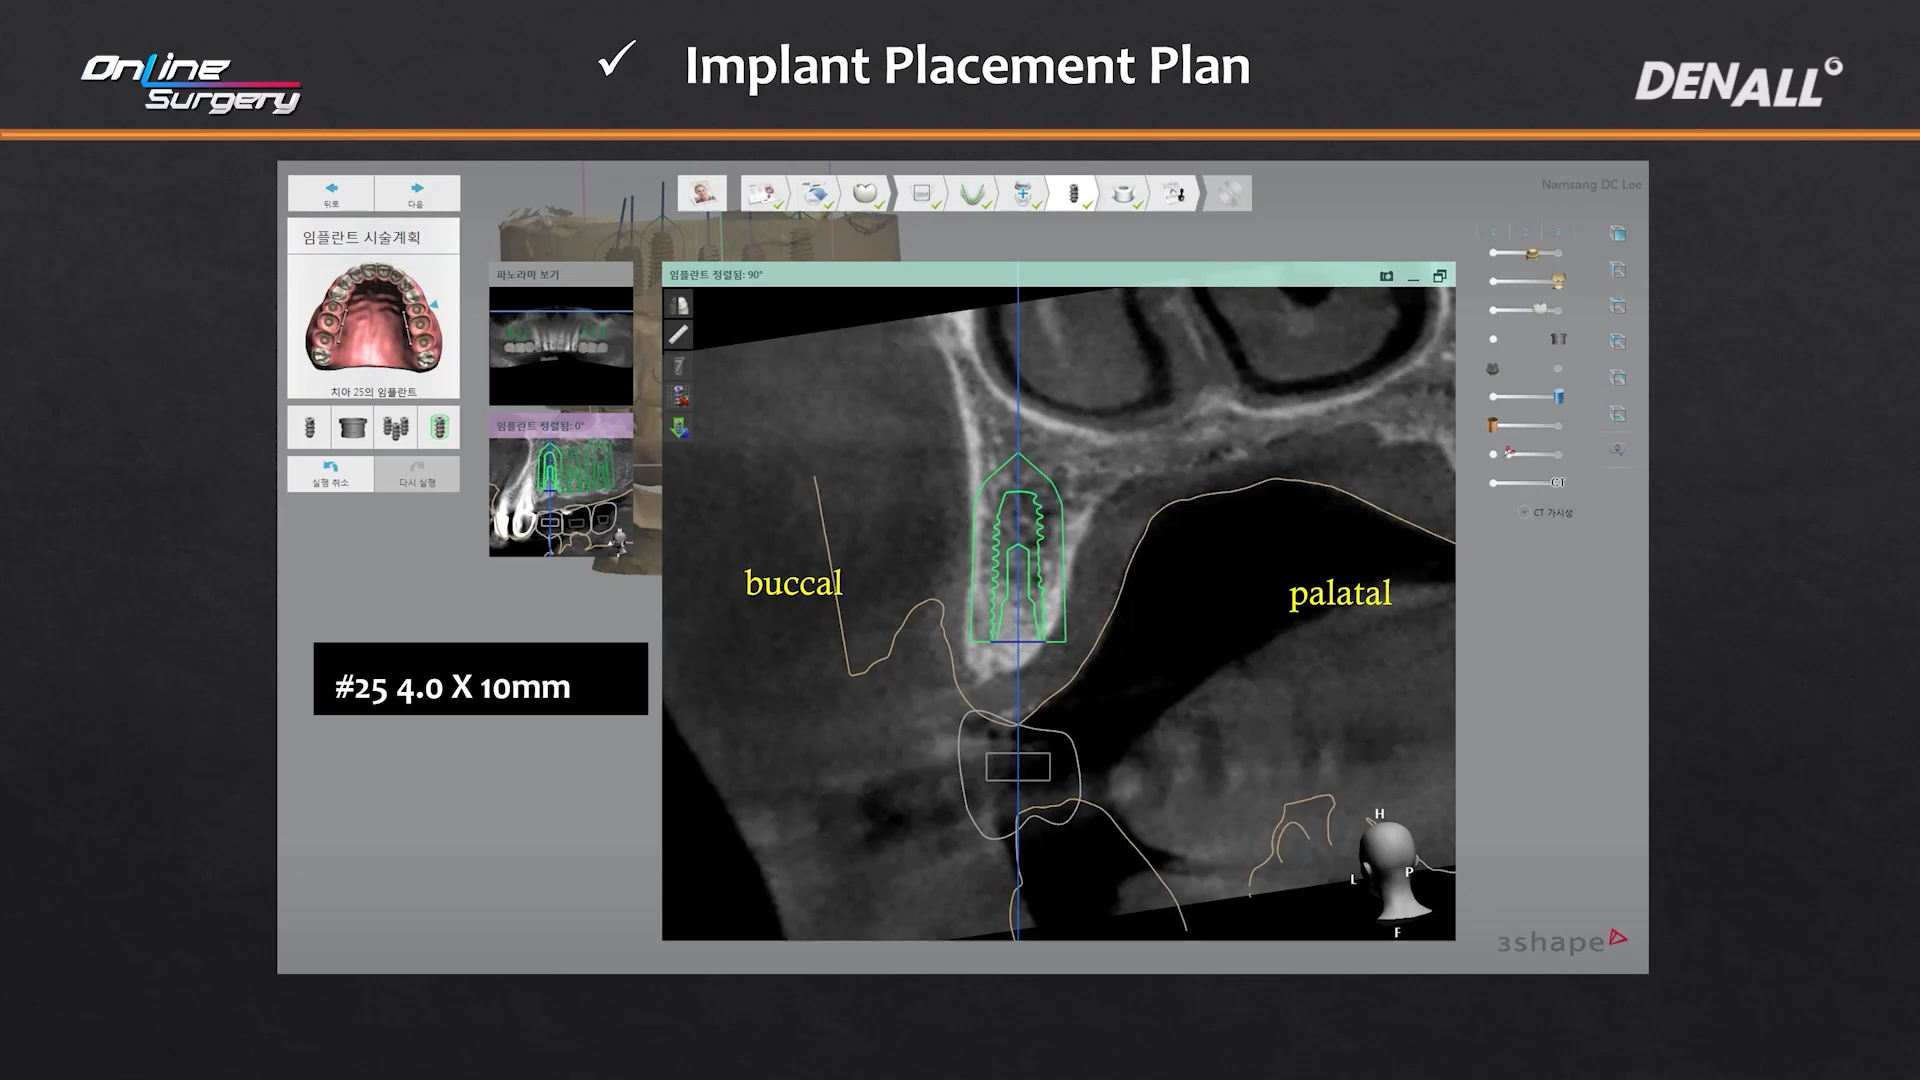 OnLine
Surgery
✓ Implant Placement Plan
DENALL
뒤로
다음
Namsang DC Lee
임플란트 시술계획
치아 25의 임플란트
실행 취소
다시 실행
파노라마 보기
임플란트 정렬됨: 0°
임플란트 정렬됨: 90°
buccal
palatal
#25 4.0 X 10mm
CT
CT 가시성
H
L
P
F
3shape